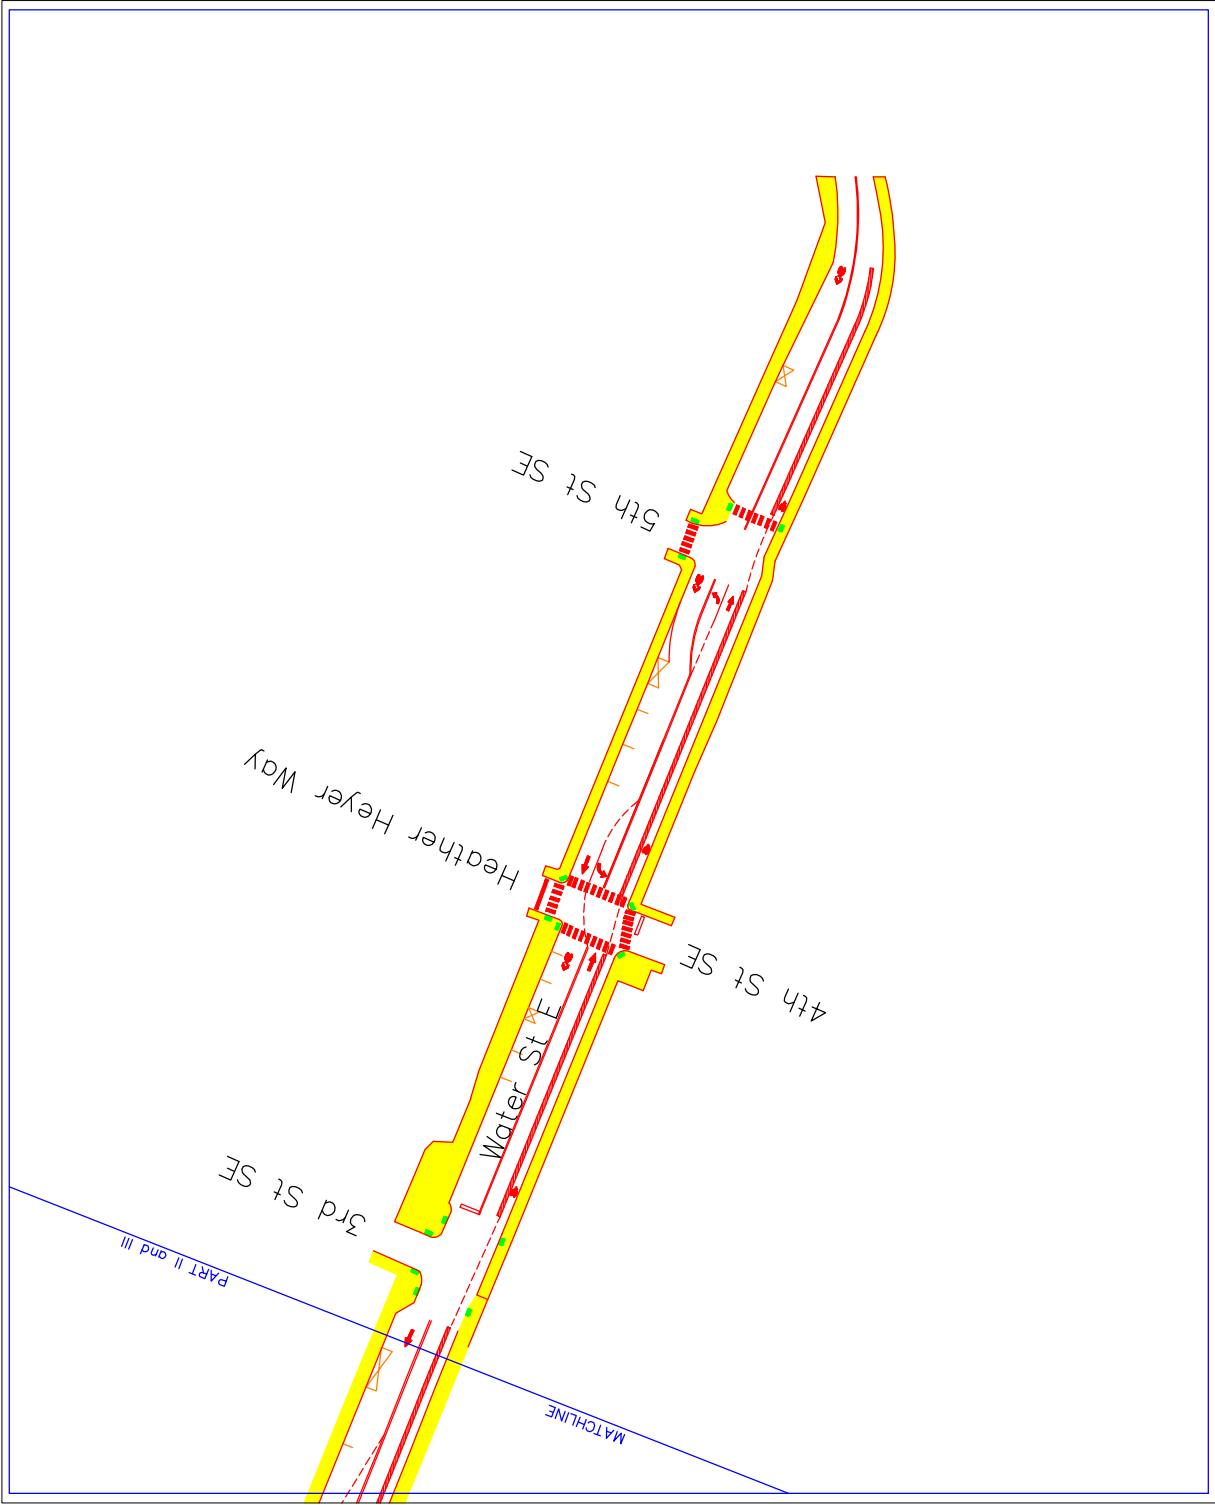 5th St SE
Heather Heyer Way
4th St SE
Water St E
3rd St SE
PART II and III
MATCHLINE